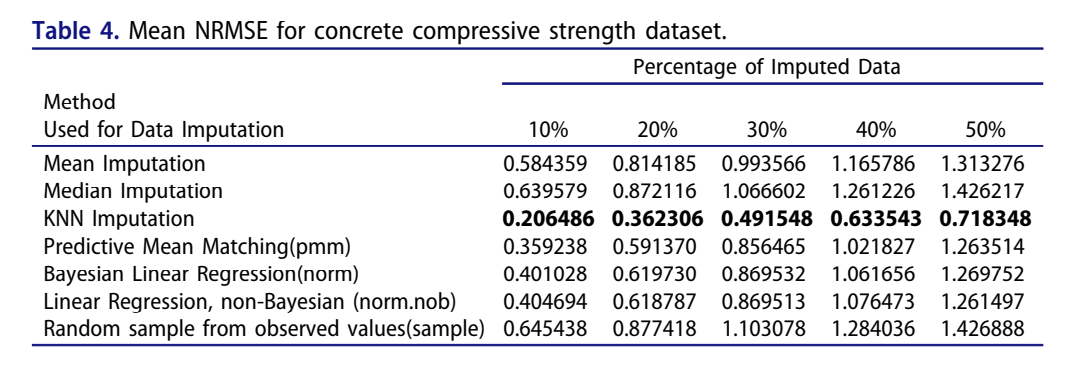 Table 4. Mean NRMSE for concrete compressive strength dataset.
Percentage of Imputed Data
Method
Used for Data Imputation 10% 20% 30% 40% 50%
Mean Imputation 0.584359 0.814185 0.993566 1.165786 1.313276
Median Imputation 0.639579 0.872116 1.066602 1.261226 1.426217
KNN Imputation 0.206486 0.362306 0.491548 0.633543 0.718348
Predictive Mean Matching(pmm) 0.359238 0.591370 0.856465 1.021827 1.263514
Bayesian Linear Regression(norm) 0.401028 0.619730 0.869532 1.061656 1.269752
Linear Regression, non-Bayesian (norm.nob) 0.404694 0.618787 0.869513 1.076473 1.261497
Random sample from observed values(sample) 0.645438 0.877418 1.103078 1.284036 1.426888